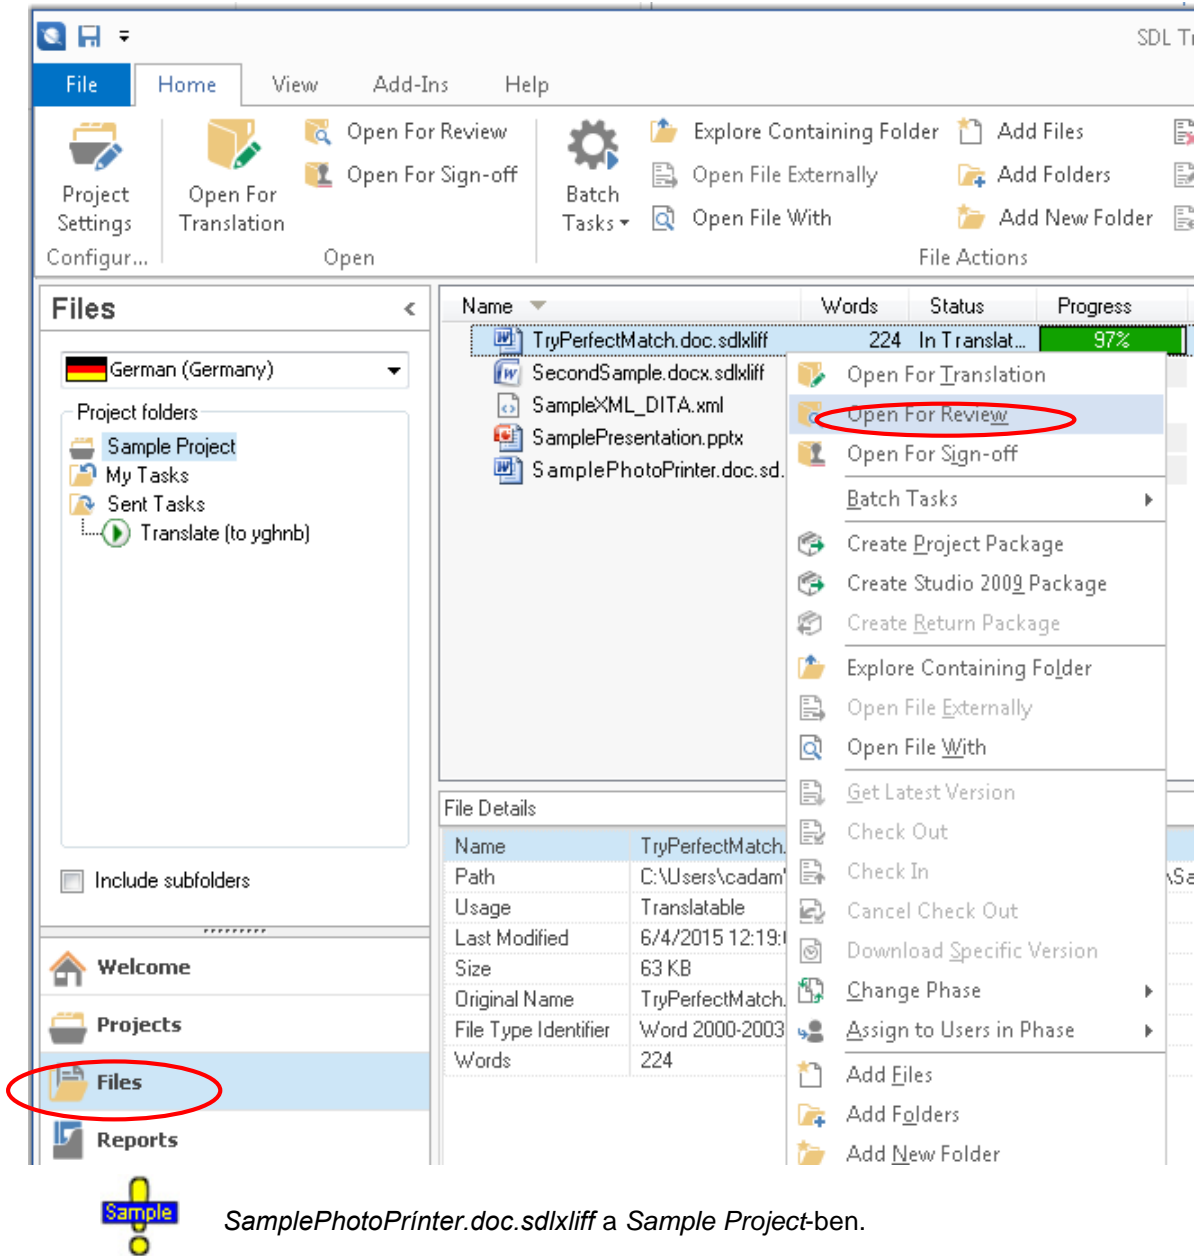 SDL Tr
File Home View Add-Ins Help
Project Settings
Open For Translation
Open For Review
Open For Sign-off
Batch Tasks
Explore Containing Folder
Open File Externally
Open File With
Add Files
Add Folders
Add New Folder
Configur... Open File Actions
Files <
German (Germany)
Project folders
Sample Project
My Tasks
Sent Tasks
Translate (to yghnb)
Include subfolders
Welcome
Projects
Files
Reports
Name Words Status Progress
TryPerfectMatch.doc.sdlxliff 224 In Translat... 97%
SecondSample.docx.sdlxliff
SampleXML_DITA.xml
SamplePresentation.pptx
SamplePhotoPrinter.doc.sd.
Open For Translation
Open For Review
Open For Sign-off
Batch Tasks
Create Project Package
Create Studio 2009 Package
Create Return Package
Explore Containing Folder
Open File Externally
Open File With
Get Latest Version
Check Out
Check In
Cancel Check Out
Download Specific Version
Change Phase
Assign to Users in Phase
Add Files
Add Folders
Add New Folder
File Details
Name TryPerfectMatch.
Path C:\Users\cadam' \Sa
Usage Translatable
Last Modified 6/4/2015 12:19:
Size 63 KB
Original Name TryPerfectMatch.
File Type Identifier Word 2000-2003
Words 224
Sample
SamplePhotoPrínter.doc.sdlxliff a Sample Project-ben.